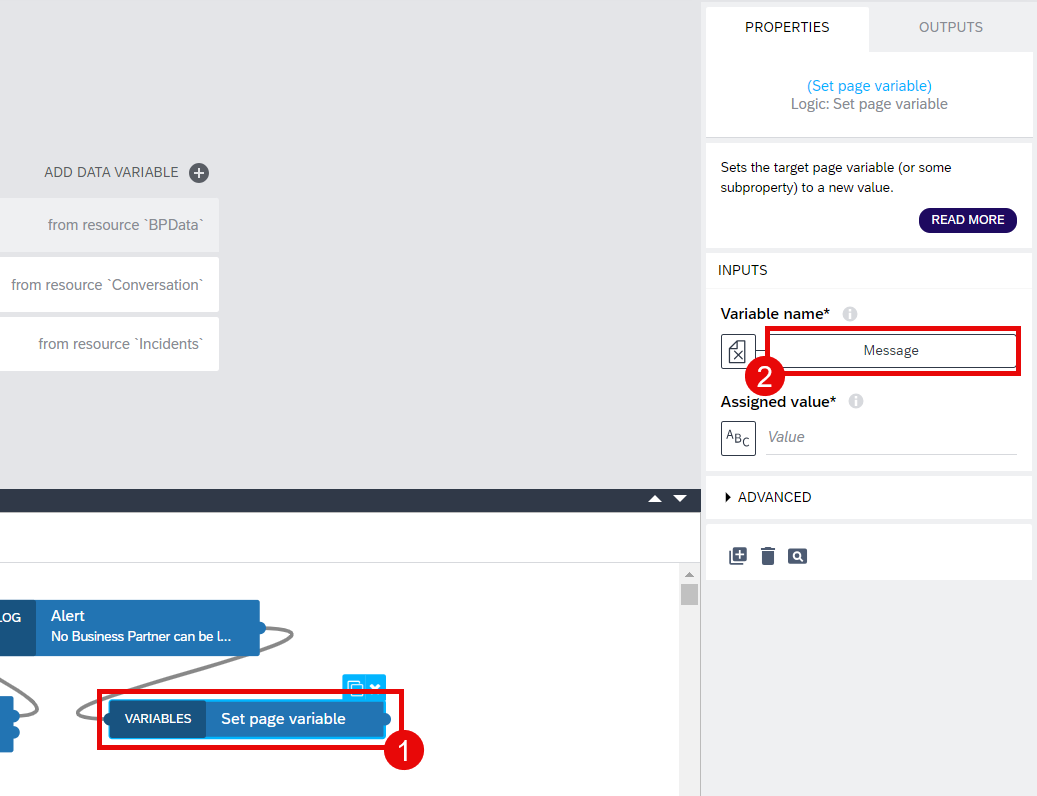 PROPERTIES
OUTPUTS
(Set page variable)
Logic: Set page variable
ADD DATA VARIABLE
Sets the target page variable (or some
subproperty) to a new value.
READ MORE
from resource `BPData`
INPUTS
from resource `Conversation`
Variable name*
from resource `Incidents`
Message
2
Assigned value*
ABC
Value
ADVANCED
LOG
Alert
No Business Partner can be l...
VARIABLES
Set page variable
1